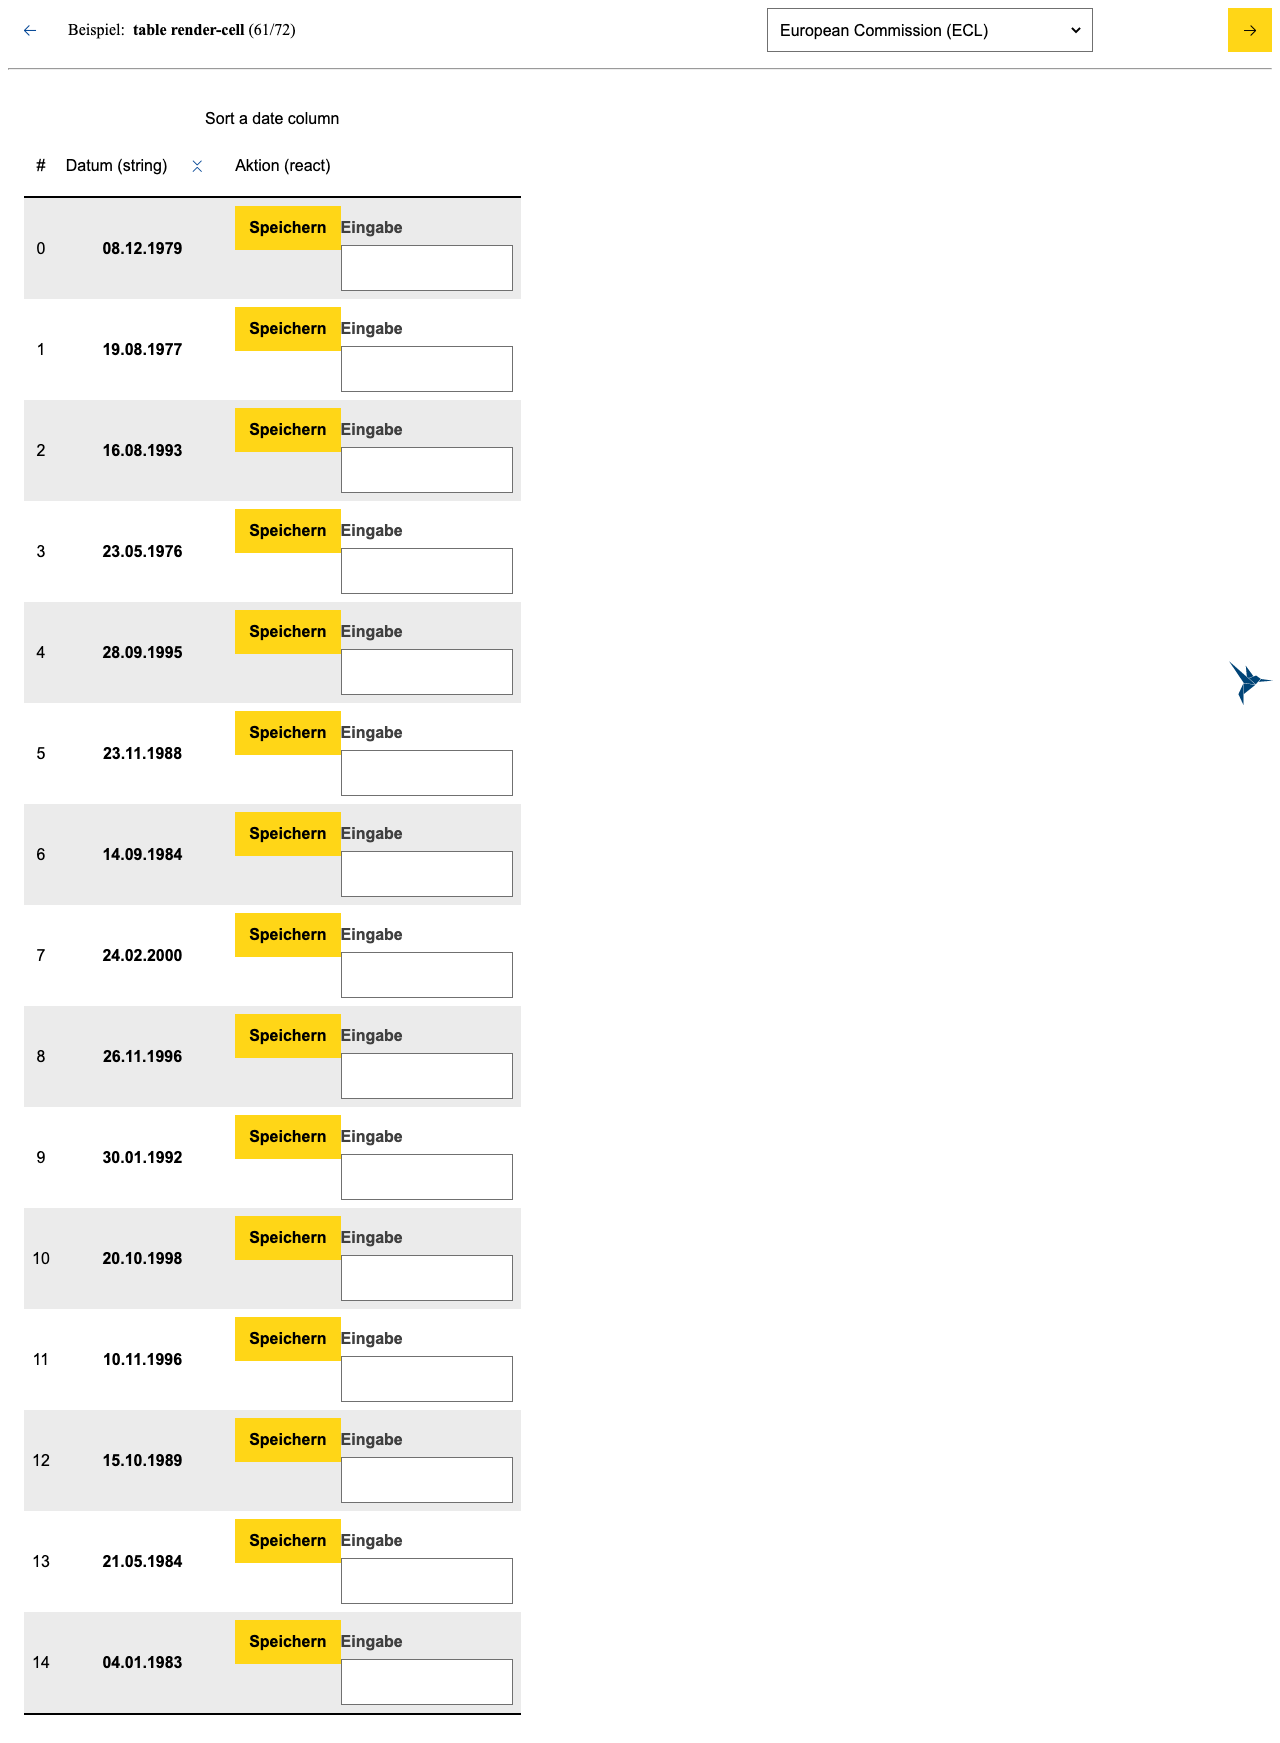 Beispiel: table render-cell (61/72)
European Commission (ECL)
Sort a date column
# Datum (string) Aktion (react)
Speichern Eingabe
0 08.12.1979
Speichern Eingabe
1 19.08.1977
Speichern Eingabe
2 16.08.1993
Speichern Eingabe
3 23.05.1976
Speichern Eingabe
4 28.09.1995
Speichern Eingabe
5 23.11.1988
Speichern Eingabe
6 14.09.1984
Speichern Eingabe
7 24.02.2000
Speichern Eingabe
8 26.11.1996
Speichern Eingabe
9 30.01.1992
Speichern Eingabe
10 20.10.1998
Speichern Eingabe
11 10.11.1996
Speichern Eingabe
12 15.10.1989
Speichern Eingabe
13 21.05.1984
Speichern Eingabe
14 04.01.1983